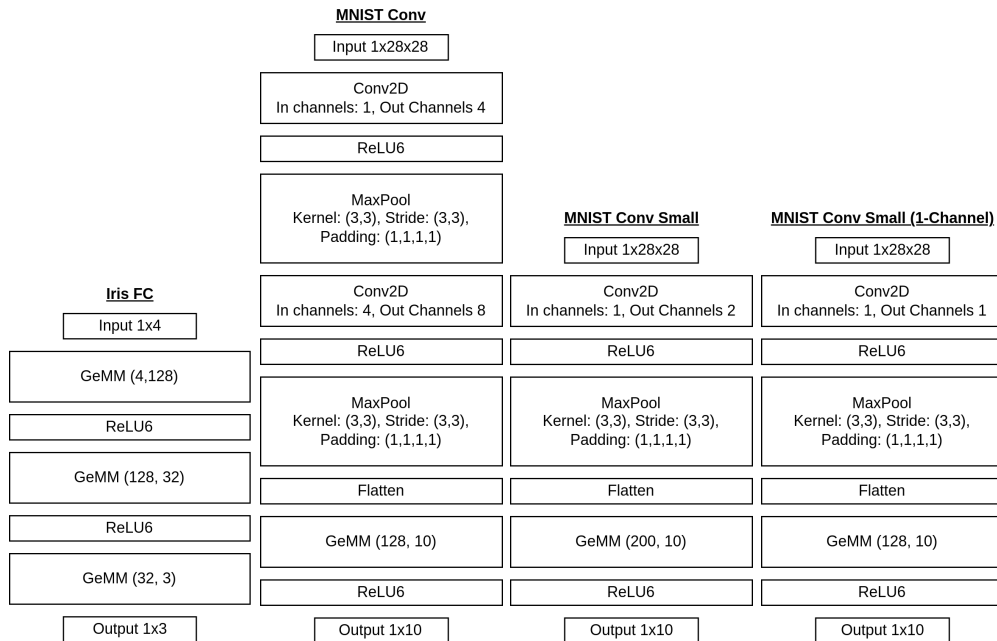 MNIST Conv
Input 1x28x28
Conv2D
In channels: 1, Out Channels 4
ReLU6
MaxPool
Kernel: (3,3), Stride: (3,3),
Padding: (1,1,1,1)
Conv2D
In channels: 4, Out Channels 8
ReLU6
MaxPool
Kernel: (3,3), Stride: (3,3),
Padding: (1,1,1,1)
Flatten
GeMM (128, 10)
ReLU6
Output 1x10
Iris FC
Input 1x4
GeMM (4,128)
ReLU6
GeMM (128, 32)
ReLU6
GeMM (32, 3)
Output 1x3
MNIST Conv Small
Input 1x28x28
Conv2D
In channels: 1, Out Channels 2
ReLU6
MaxPool
Kernel: (3,3), Stride: (3,3),
Padding: (1,1,1,1)
Flatten
GeMM (200, 10)
ReLU6
Output 1x10
MNIST Conv Small (1-Channel)
Input 1x28x28
Conv2D
In channels: 1, Out Channels 1
ReLU6
MaxPool
Kernel: (3,3), Stride: (3,3),
Padding: (1,1,1,1)
Flatten
GeMM (128, 10)
ReLU6
Output 1x10